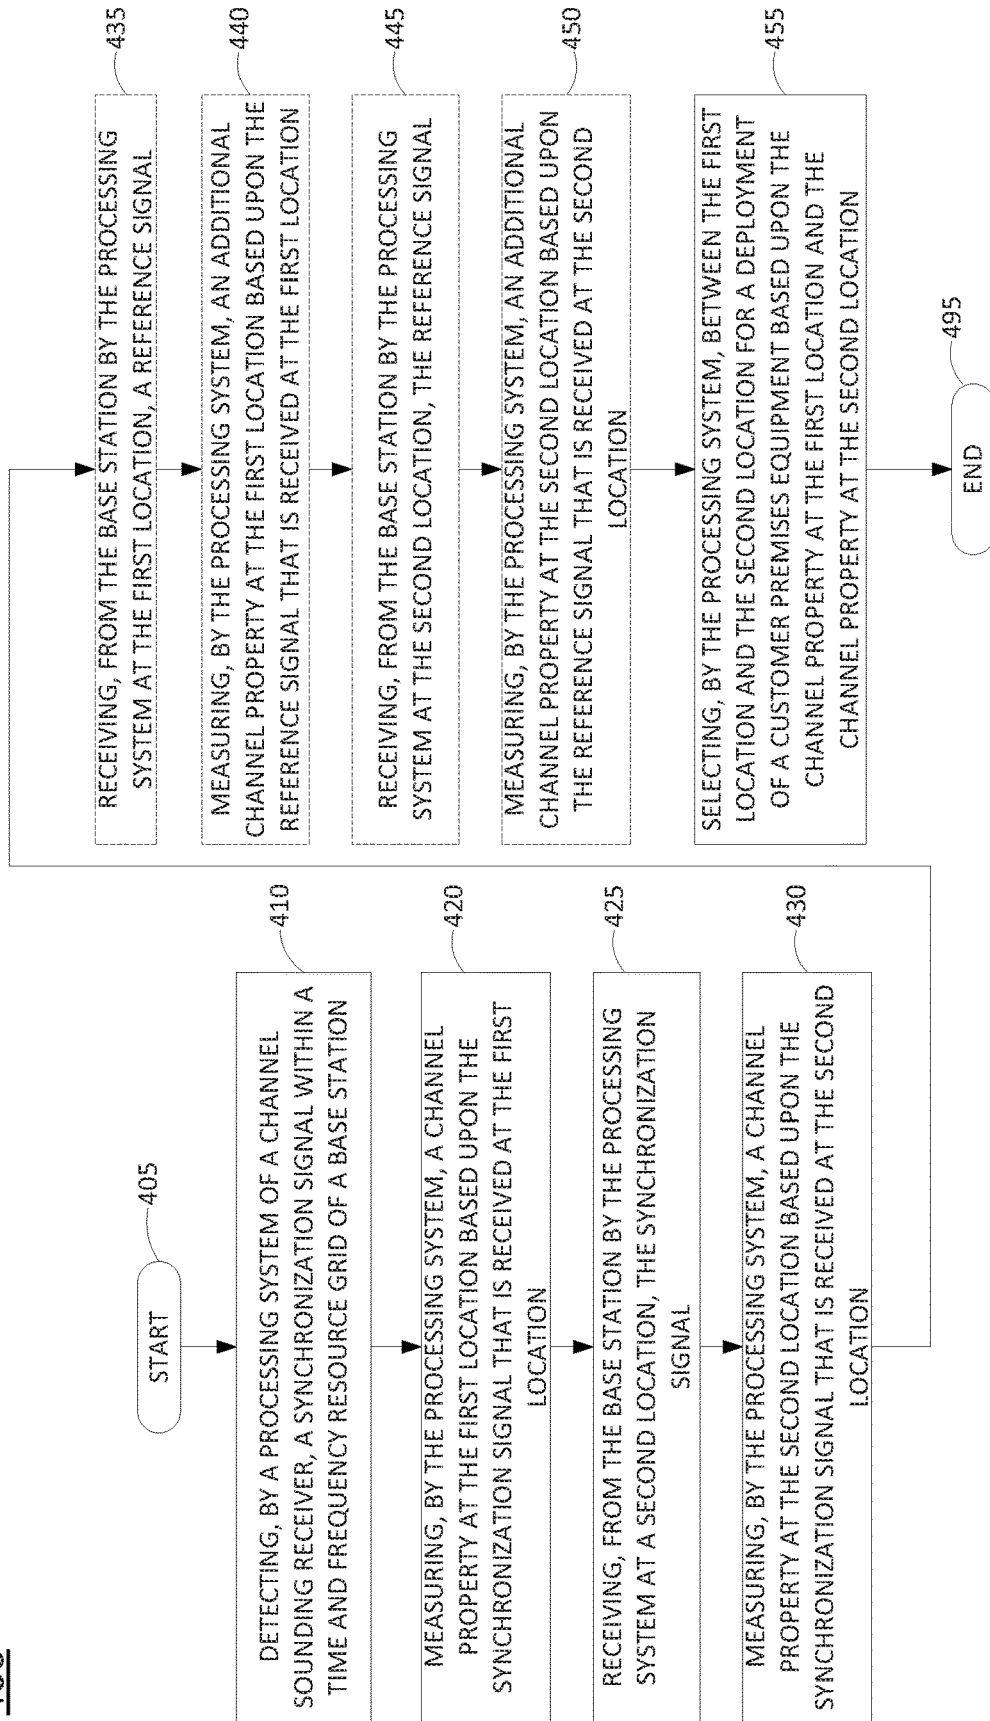 START
405
DETECTING, BY A PROCESSING SYSTEM OF A CHANNEL
SOUNDING RECEIVER, A SYNCHRONIZATION SIGNAL WITHIN A
TIME AND FREQUENCY RESOURCE GRID OF A BASE STATION
410
MEASURING, BY THE PROCESSING SYSTEM, A CHANNEL
PROPERTY AT THE FIRST LOCATION BASED UPON THE
SYNCHRONIZATION SIGNAL THAT IS RECEIVED AT THE FIRST
LOCATION
420
RECEIVING, FROM THE BASE STATION BY THE PROCESSING
SYSTEM AT A SECOND LOCATION, THE SYNCHRONIZATION
SIGNAL
425
MEASURING, BY THE PROCESSING SYSTEM, A CHANNEL
PROPERTY AT THE SECOND LOCATION BASED UPON THE
SYNCHRONIZATION SIGNAL THAT IS RECEIVED AT THE SECOND
LOCATION
430
RECEIVING, FROM THE BASE STATION BY THE PROCESSING
SYSTEM AT THE FIRST LOCATION, A REFERENCE SIGNAL
435
MEASURING, BY THE PROCESSING SYSTEM, AN ADDITIONAL
CHANNEL PROPERTY AT THE FIRST LOCATION BASED UPON THE
REFERENCE SIGNAL THAT IS RECEIVED AT THE FIRST LOCATION
440
RECEIVING, FROM THE BASE STATION BY THE PROCESSING
SYSTEM AT THE SECOND LOCATION, THE REFERENCE SIGNAL
445
MEASURING, BY THE PROCESSING SYSTEM, AN ADDITIONAL
CHANNEL PROPERTY AT THE SECOND LOCATION BASED UPON
THE REFERENCE SIGNAL THAT IS RECEIVED AT THE SECOND
LOCATION
450
SELECTING, BY THE PROCESSING SYSTEM, BETWEEN THE FIRST
LOCATION AND THE SECOND LOCATION FOR A DEPLOYMENT
OF A CUSTOMER PREMISES EQUIPMENT BASED UPON THE
CHANNEL PROPERTY AT THE FIRST LOCATION AND THE
CHANNEL PROPERTY AT THE SECOND LOCATION
455
END
495